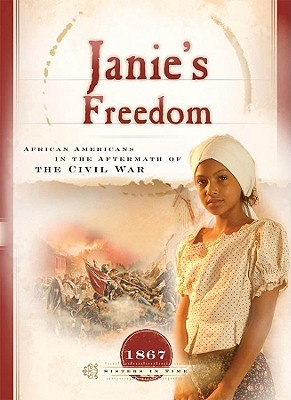 Janie's
Freedom
African Americans
in the Aftermath of
the Civil War
1867
Sisters in Time